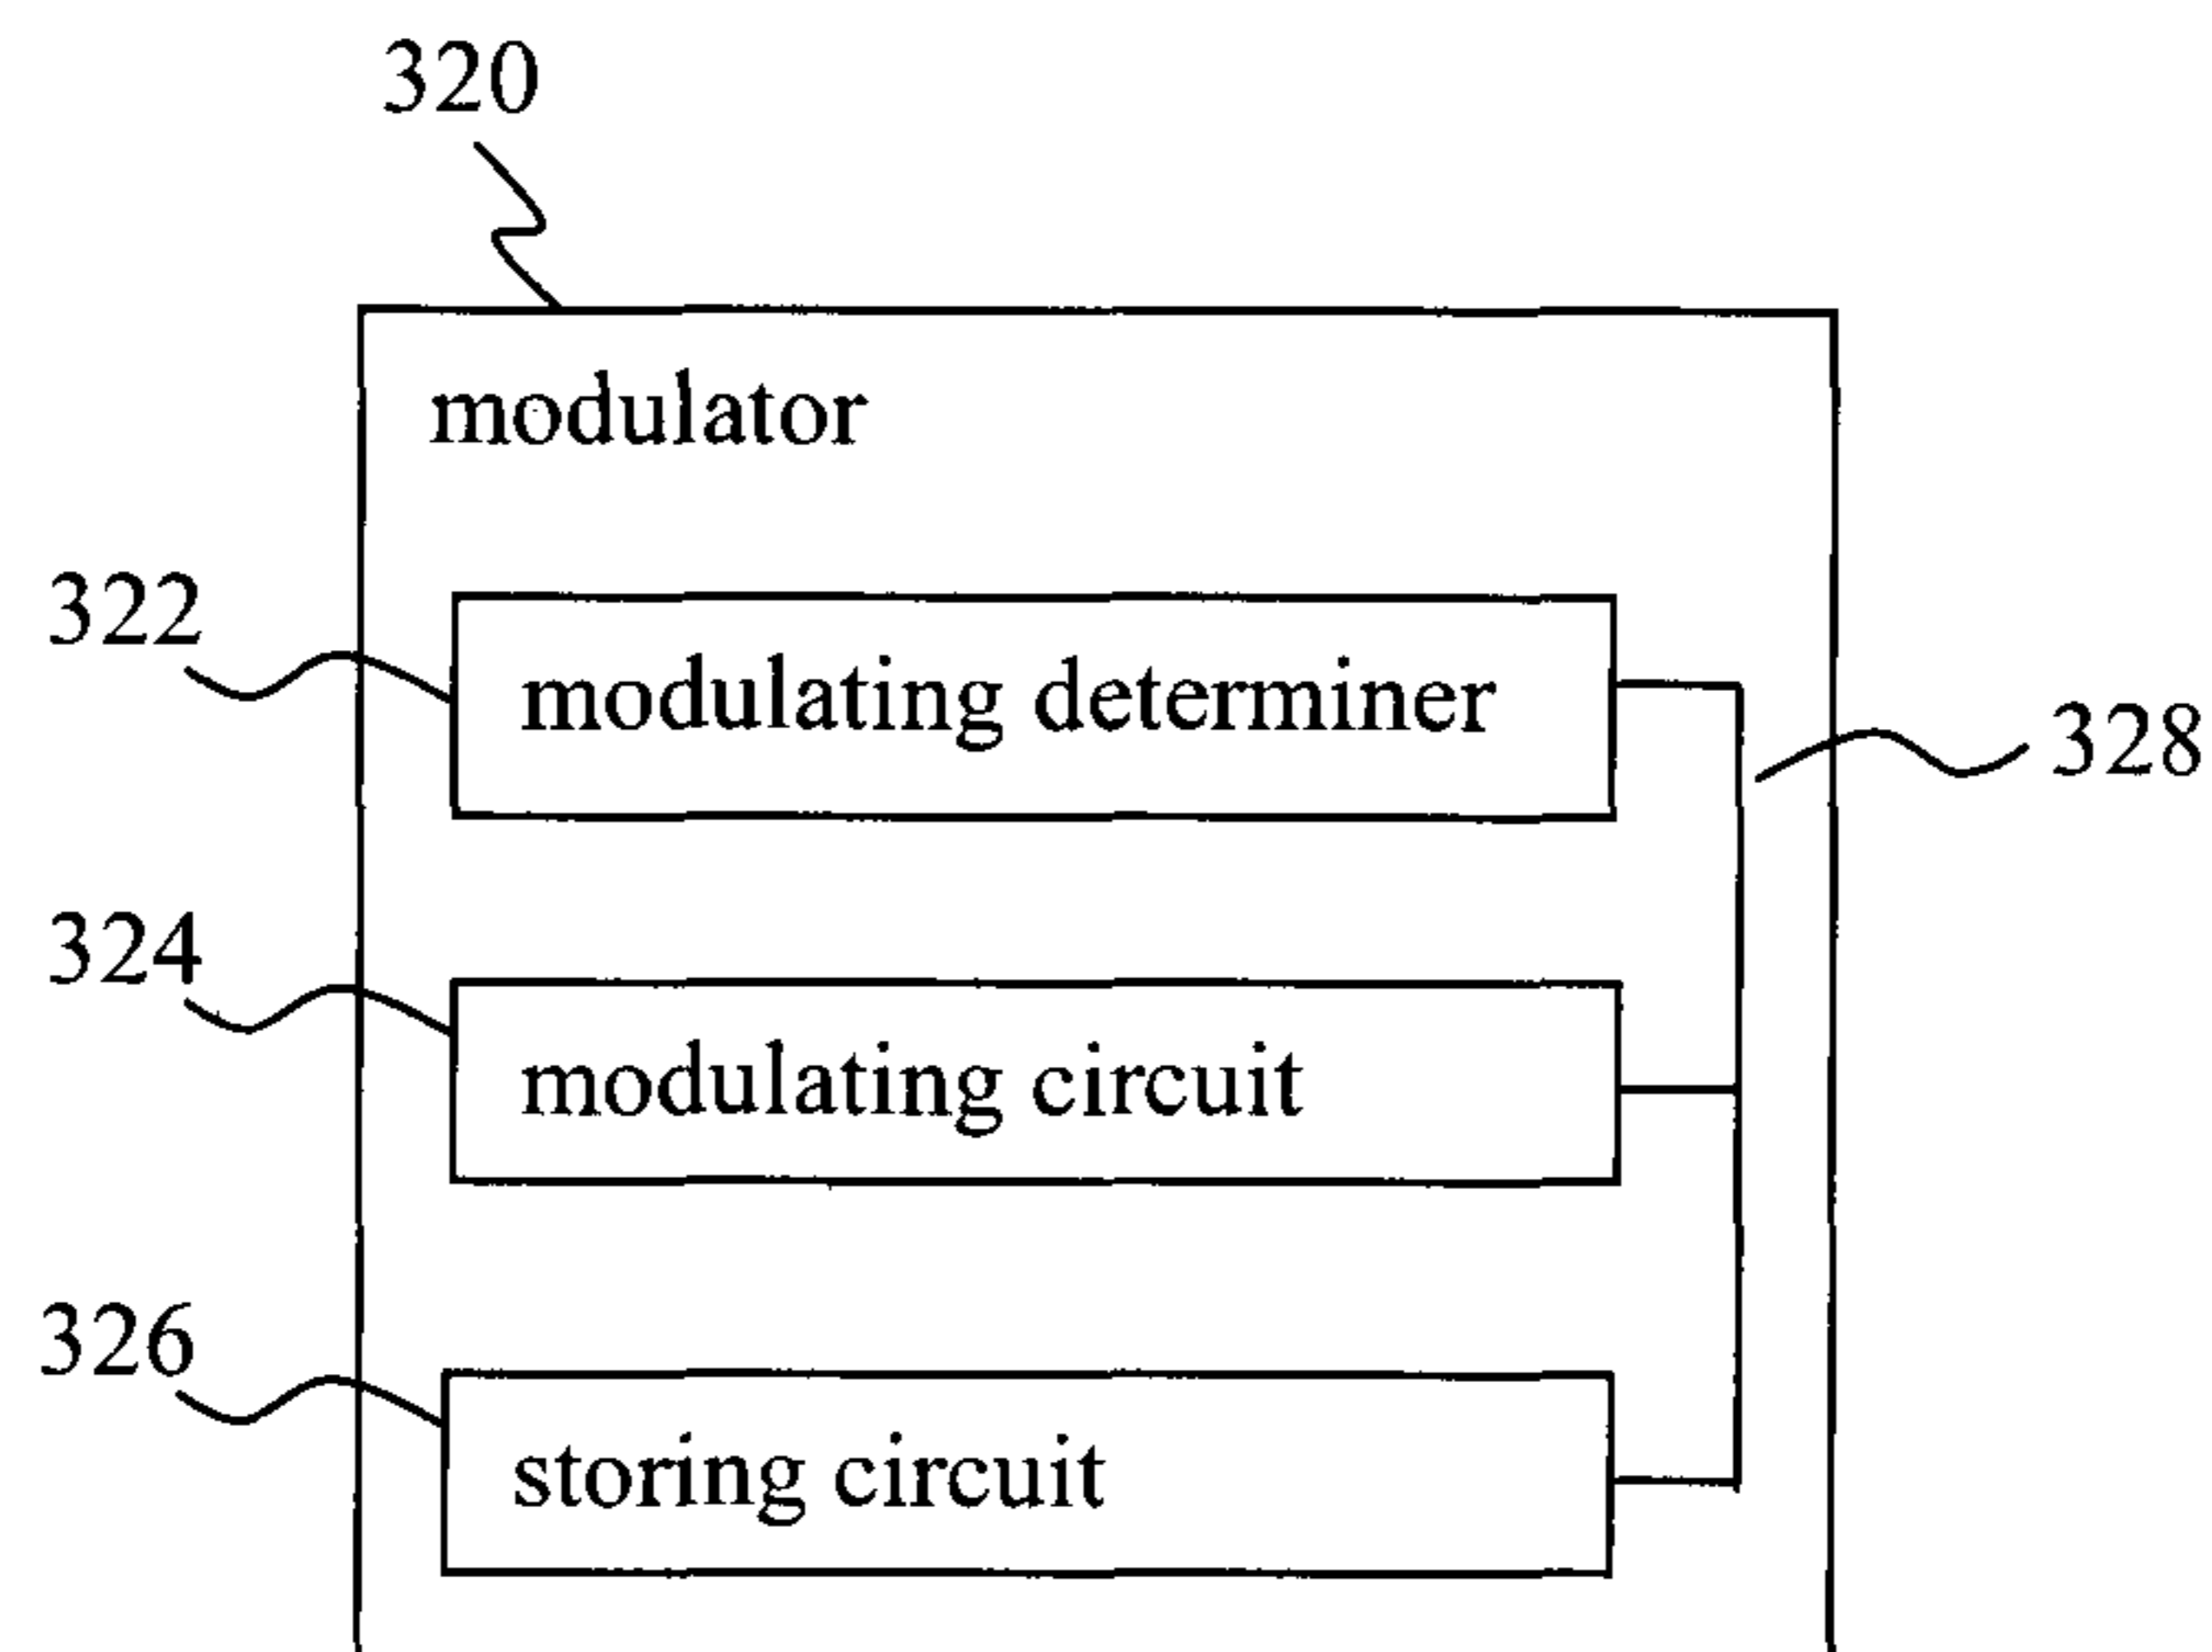 320
modulator
322
modulating determiner
328
324
modulating circuit
326
storing circuit